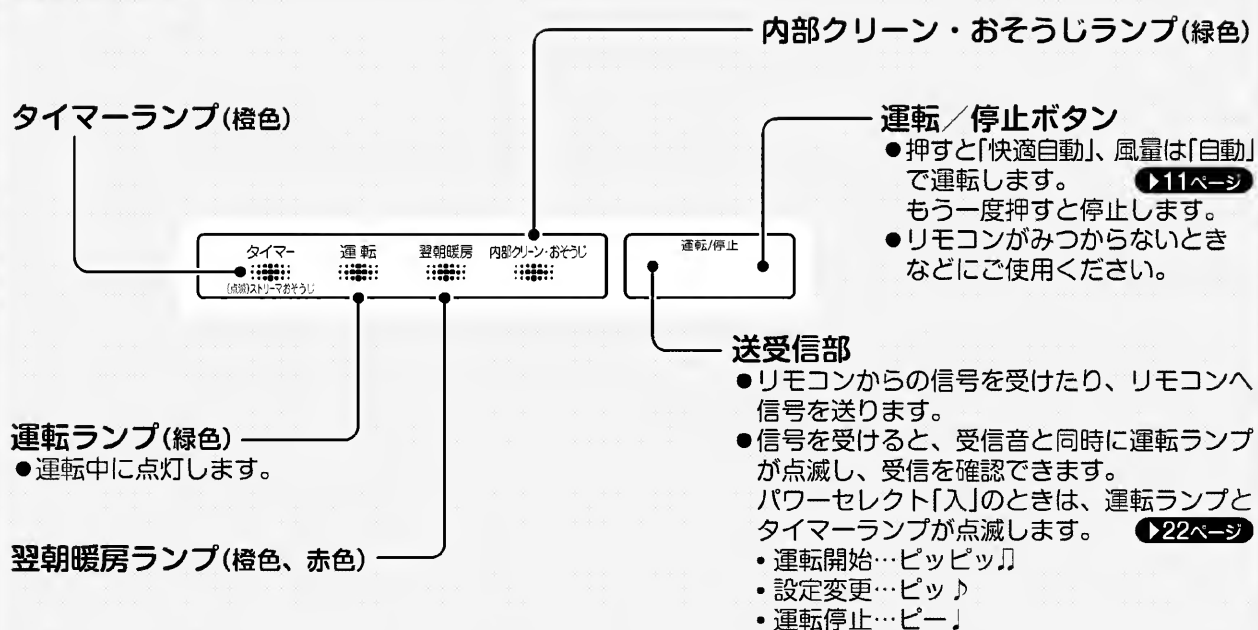 内部クリーン・おそうじランプ(緑色)
タイマーランプ(橙色)
運転／停止ボタン
●押すと「快適自動」、風量は「自動」
で運転します。 ▶11ページ
もう一度押すと停止します。
●リモコンがみつからないとき
などにご使用ください。
タイマー 運転 翌朝暖房 内部クリーン・おそうじ
(点滅)ストリーマおそうじ
運転/停止
送受信部
●リモコンからの信号を受けたり、リモコンへ
信号を送ります。
●信号を受けると、受信音と同時に運転ランプ
が点滅し、受信を確認できます。
パワーセレクト「入」のときは、運転ランプと
タイマーランプが点滅します。 ▶22ページ
・運転開始…ピッピッ♫
・設定変更…ピッ♪
・運転停止…ピー♩
運転ランプ(緑色)
●運転中に点灯します。
翌朝暖房ランプ(橙色、赤色)